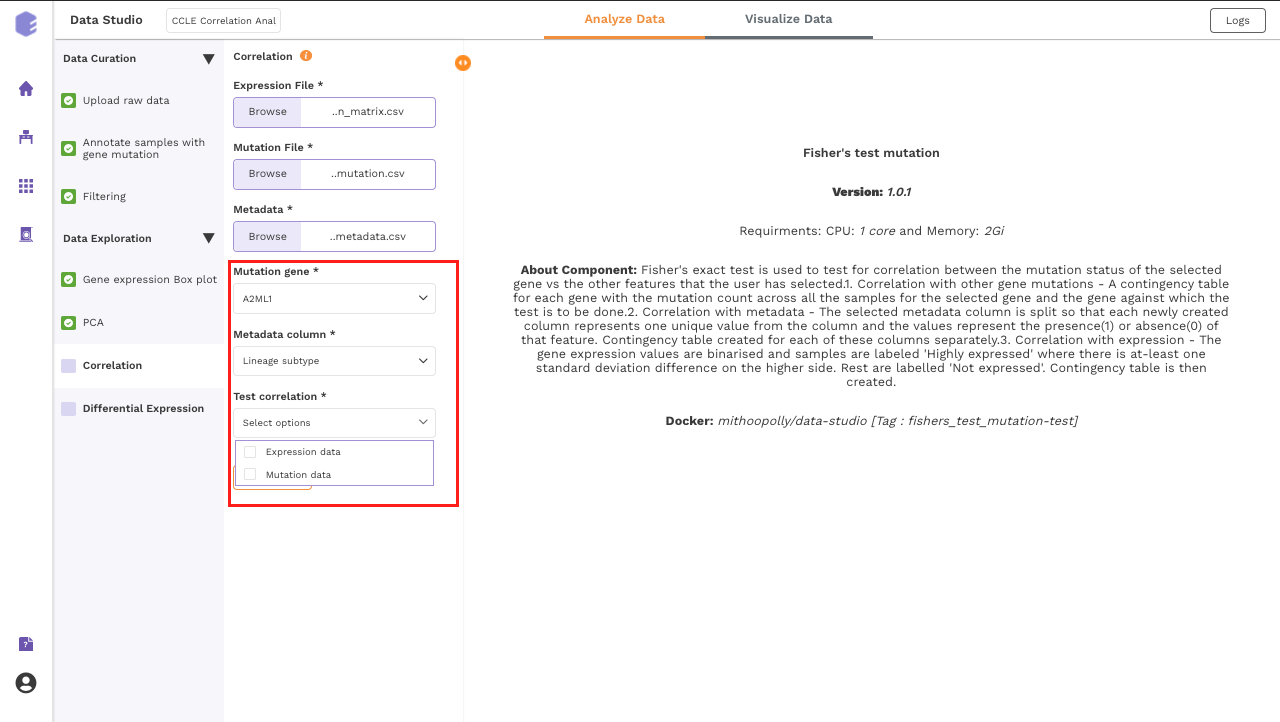 Data Studio
CCLE Correlation Anal
Analyze Data
Visualize Data
Logs
Data Curation
Upload raw data
Annotate samples with
gene mutation
Filtering
Data Exploration
Gene expression Box plot
PCA
Correlation
Differential Expression
Correlation
Expression File *
Browse
..n_matrix.csv
Mutation File *
Browse
..mutation.csv
Metadata *
Browse
..metadata.csv
Mutation gene *
A2ML1
Metadata column *
Lineage subtype
Test correlation *
Select options
Expression data
Mutation data
Fisher's test mutation
Version: 1.0.1
Requirments: CPU: 1 core and Memory: 2Gi
About Component: Fisher's exact test is used to test for correlation between the mutation status of the selected
gene vs the other features that the user has selected.1. Correlation with other gene mutations - A contingency table
for each gene with the mutation count across all the samples for the selected gene and the gene against which the
test is to be done.2. Correlation with metadata - The selected metadata column is split so that each newly created
column represents one unique value from the column and the values represent the presence(1) or absence(0) of
that feature. Contingency table created for each of these columns separately.3. Correlation with expression - The
gene expression values are binarised and samples are labeled 'Highly expressed' where there is at-least one
standard deviation difference on the higher side. Rest are labelled 'Not expressed'. Contingency table is then
created.
Docker: mithoopolly/data-studio [Tag : fishers_test_mutation-test]